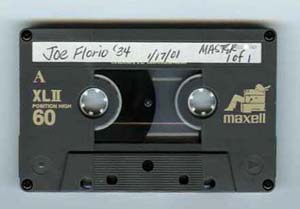 Joe Florio '34 1/17/01 MASTER
1 of 1
A
XLII
POSITION HIGH
60
maxell